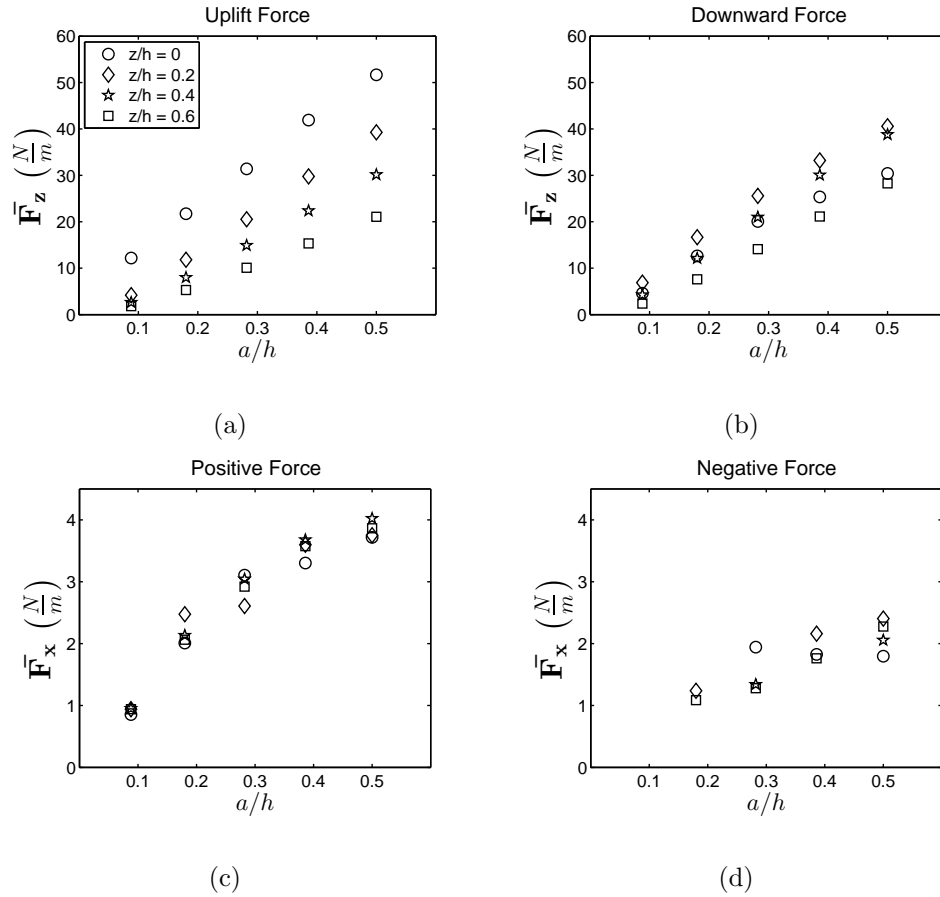 Uplift Force
60
50
40
30
20
10
0
0.1 0.2 0.3 0.4 0.5
a/h
F̄z (N/m)
z/h = 0
z/h = 0.2
z/h = 0.4
z/h = 0.6
(a)
Downward Force
60
50
40
30
20
10
0
0.1 0.2 0.3 0.4 0.5
a/h
F̄z (N/m)
(b)
Positive Force
4
3
2
1
0
0.1 0.2 0.3 0.4 0.5
a/h
F̄x (N/m)
(c)
Negative Force
4
3
2
1
0
0.1 0.2 0.3 0.4 0.5
a/h
F̄x (N/m)
(d)